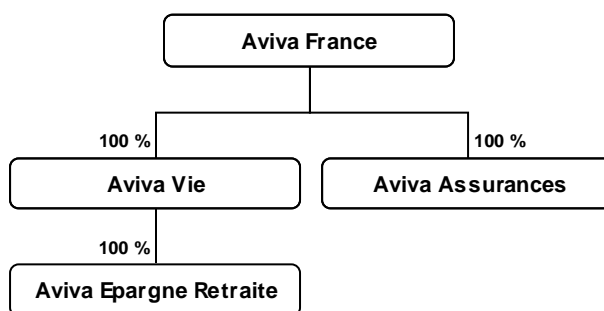 Aviva France
100 %
100 %
Aviva Vie
Aviva Assurances
100 %
Aviva Epargne Retraite